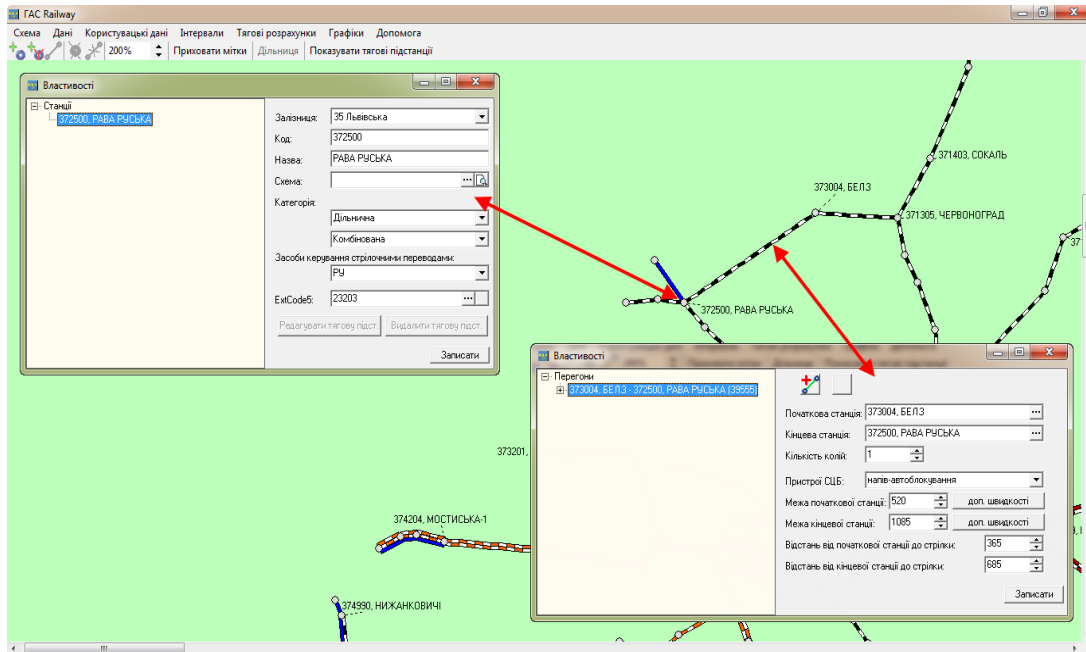 ГАС Railway
Схема Дані Користувацькі дані Інтервали Тягові розрахунки Графіки Допомога
200% Приховати мітки Дільниця Показувати тягові підстанції
Властивості
Станції
372500, РАВА РУСЬКА
Залізниця: 35 Львівська
Код: 372500
Назва: РАВА РУСЬКА
Схема:
Категорія:
Дільнична
Комбінована
Засоби керування стрілочними переводами:
РУ
ExtCode5: 23203
Редагувати тягову підст. Видалити тягову підст.
Записати
371403, СОКАЛЬ
373004, БЕЛЗ
371305, ЧЕРВОНОГРАД
37
372500, РАВА РУСЬКА
373201,
374204, МОСТИСЬКА-1
374990, НИЖАНКОВИЧІ
Властивості
Перегони
373004, БЕЛЗ - 372500, РАВА РУСЬКА (39555)
Початкова станція: 373004, БЕЛЗ
Кінцева станція: 372500, РАВА РУСЬКА
Кількість колій: 1
Пристрої СЦБ: напів-автоблокування
Межа початкової станції: 520 доп. швидкості
Межа кінцевої станції: 1085 доп. швидкості
Відстань від початкової станції до стрілки: 365
Відстань від кінцевої станції до стрілки: 685
Записати